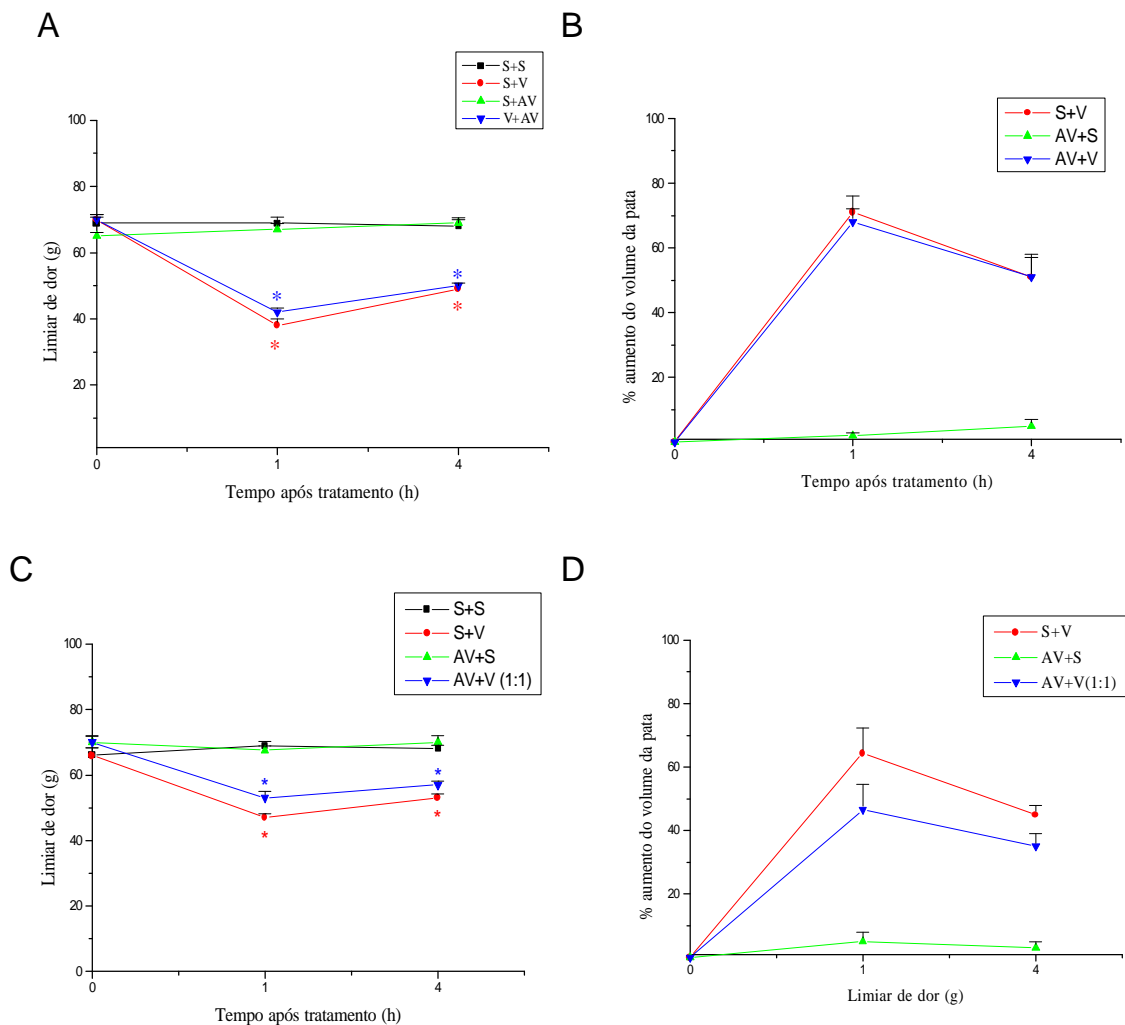 A
S+S
S+V
S+AV
V+AV
100
80
60
40
20
Limiar de dor (g)
0 1 4
Tempo após tratamento (h)
B
S+V
AV+S
AV+V
100
80
60
40
20
% aumento do volume da pata
0 1 4
Tempo após tratamento (h)
C
S+S
S+V
AV+S
AV+V (1:1)
100
80
60
40
20
0
Limiar de dor (g)
0 1 4
Tempo após tratamento (h)
D
S+V
AV+S
AV+V(1:1)
100
80
60
40
20
% aumento do volume da pata
0 1 4
Limiar de dor (g)